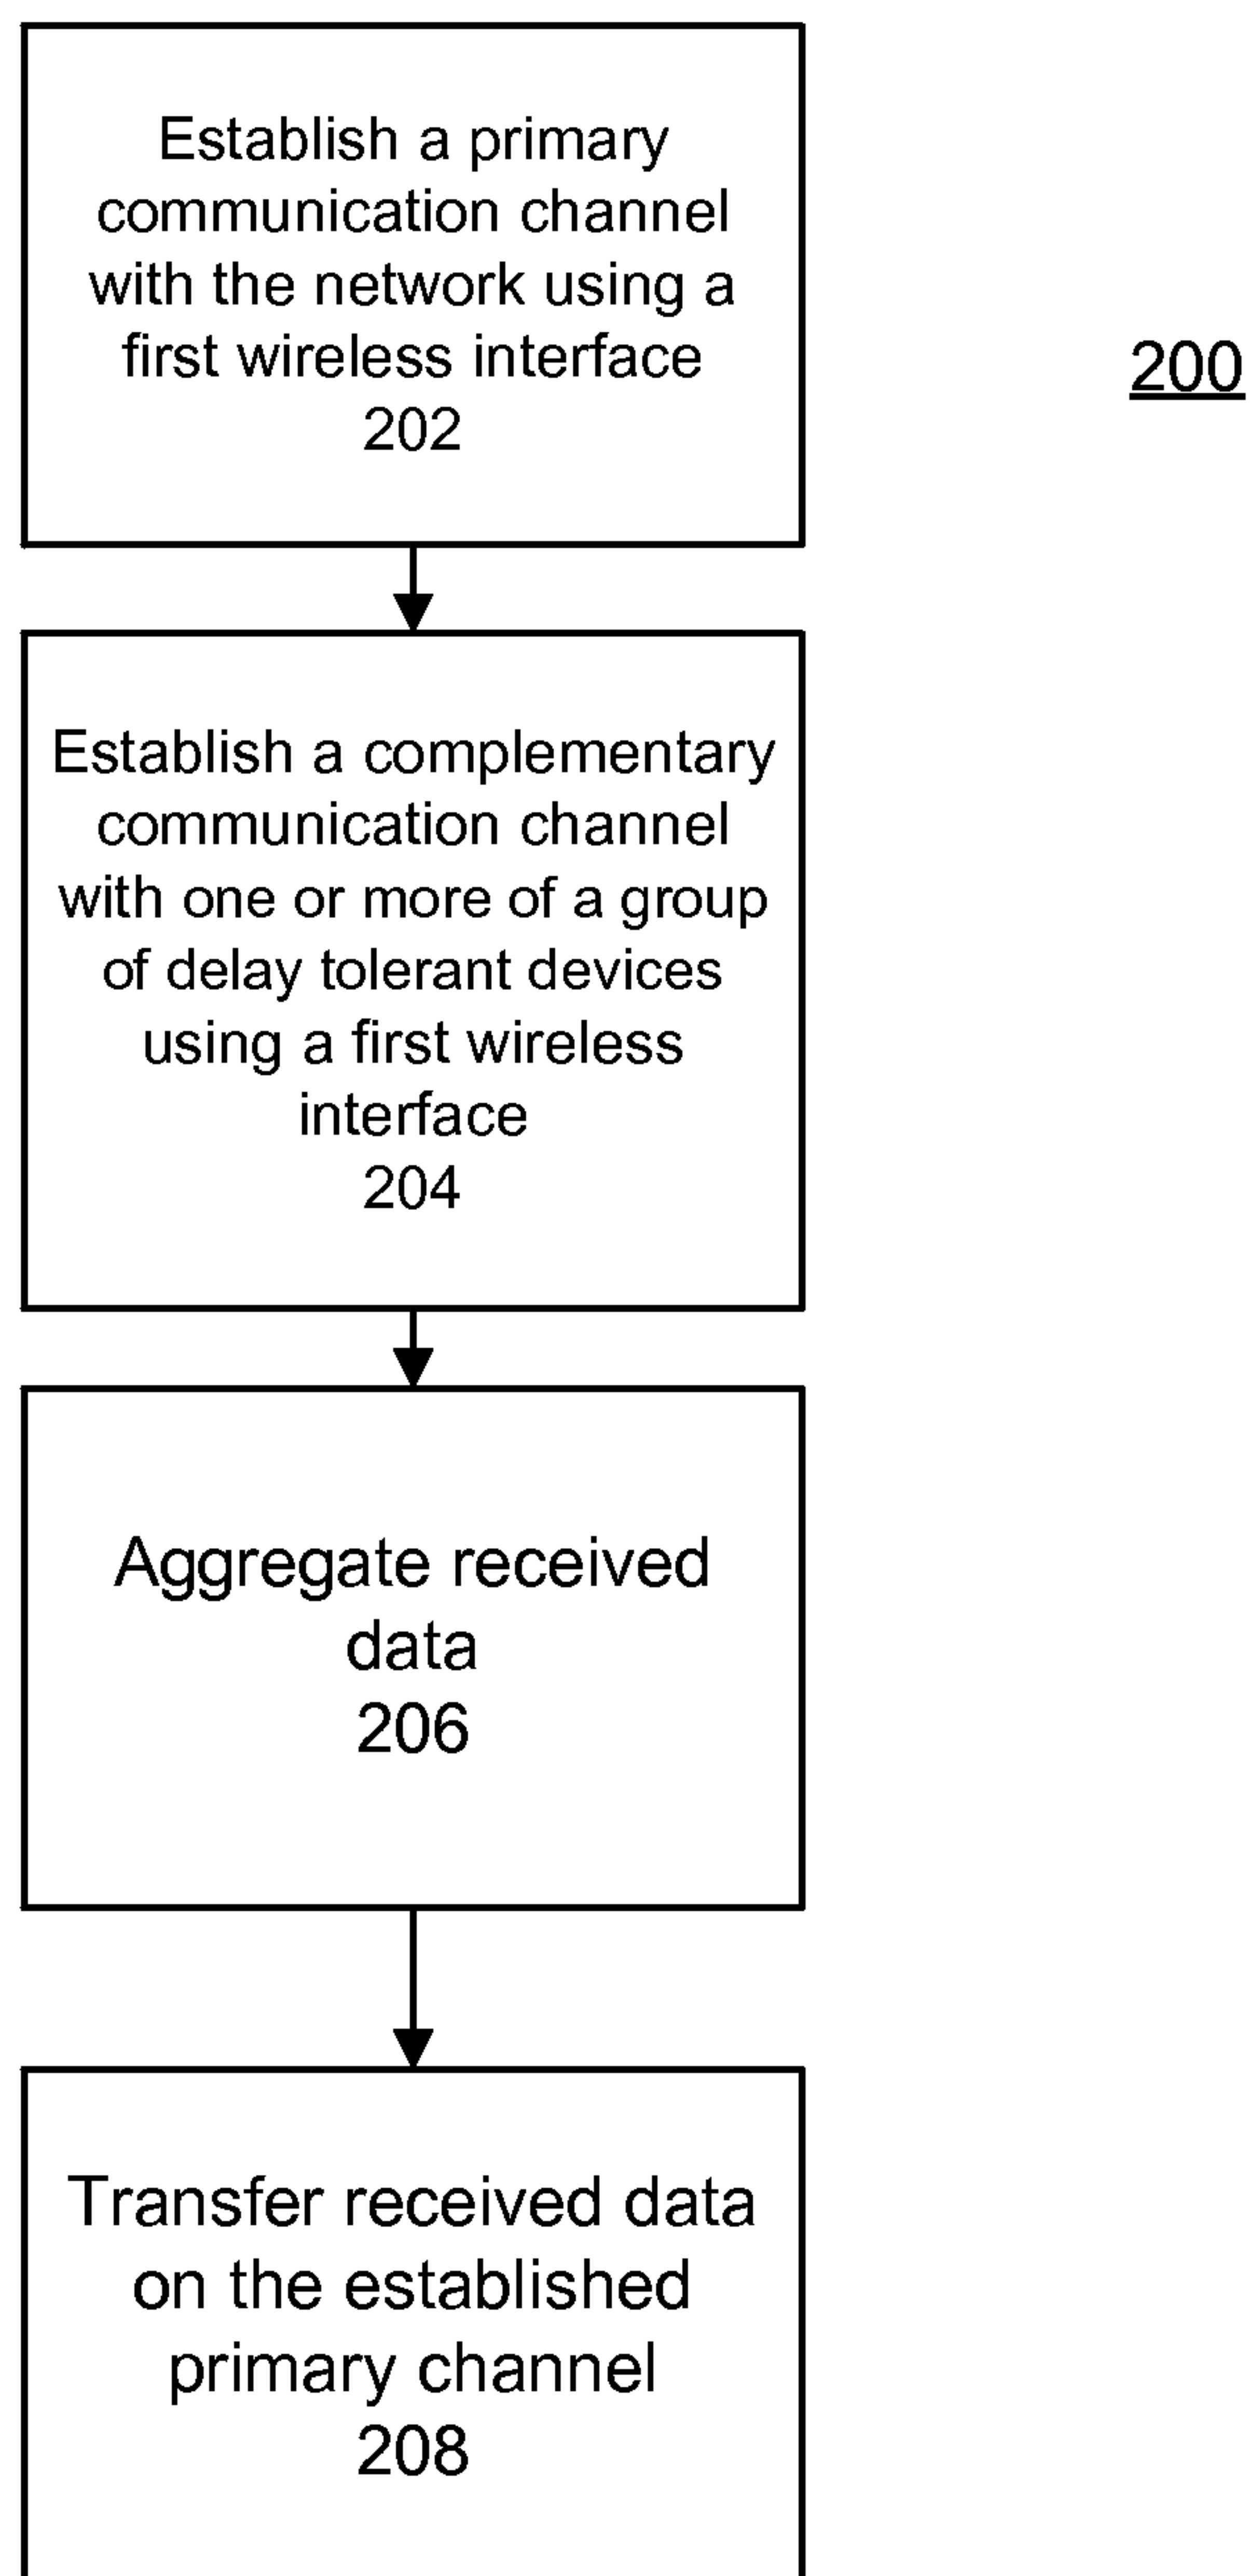 Establish a primary
communication channel
with the network using a
first wireless interface
202
200
Establish a complementary
communication channel
with one or more of a group
of delay tolerant devices
using a first wireless
interface
204
Aggregate received
data
206
Transfer received data
on the established
primary channel
208